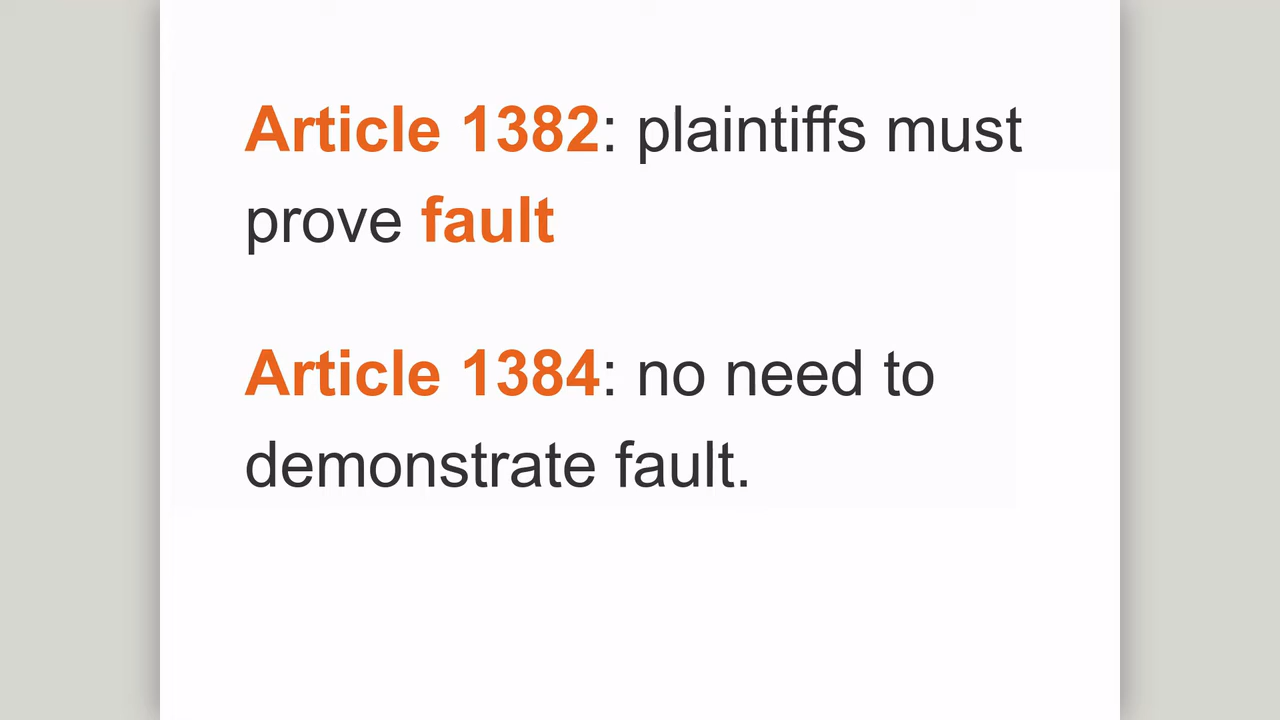 Article 1382: plaintiffs must
prove fault
Article 1384: no need to
demonstrate fault.